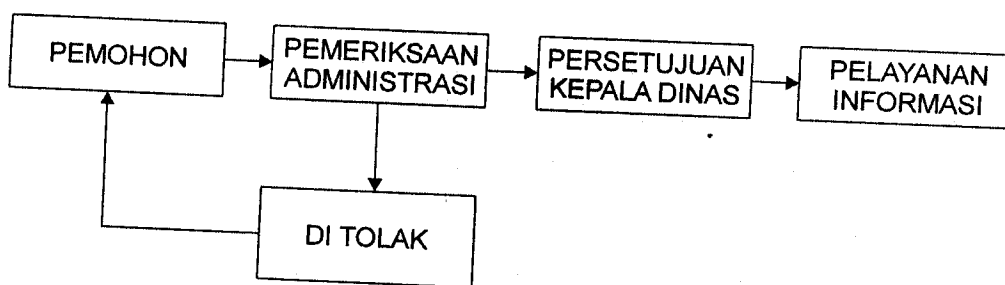 PEMOHON
PEMERIKSAAN
ADMINISTRASI
PERSETUJUAN
KEPALA DINAS
PELAYANAN
INFORMASI
DI TOLAK